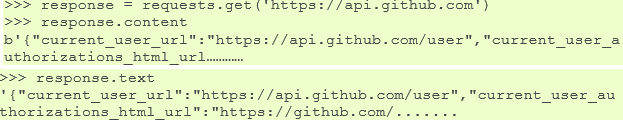 >>> response = requests.get('https://api.github.com')
>>> response.content
b'{"current_user_url":"https://api.github.com/user","current_user_a
uthorizations_html_url…………
>>> response.text
'{"current_user_url":"https://api.github.com/user","current_user_au
thorizations_html_url":"https://github.com/.......